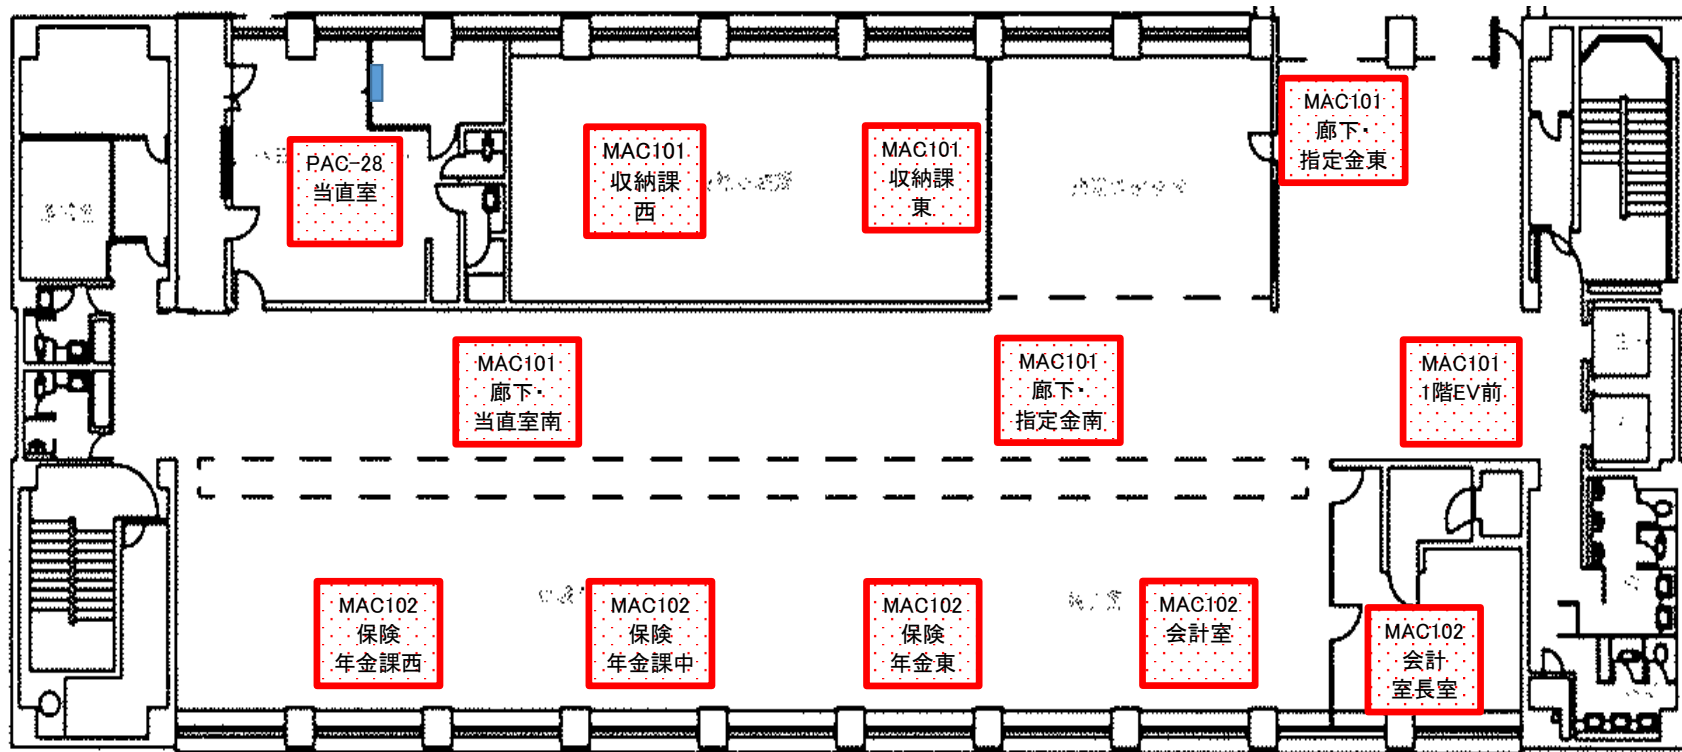 MAC101
廊下・
指定金東
PAC-28
当直室
MAC101
収納課
西
MAC101
収納課
東
MAC101
廊下・
当直室南
MAC101
廊下・
指定金南
MAC101
1階EV前
MAC102
保険
年金課西
MAC102
保険
年金課中
MAC102
保険
年金東
MAC102
会計室
MAC102
会計
室長室